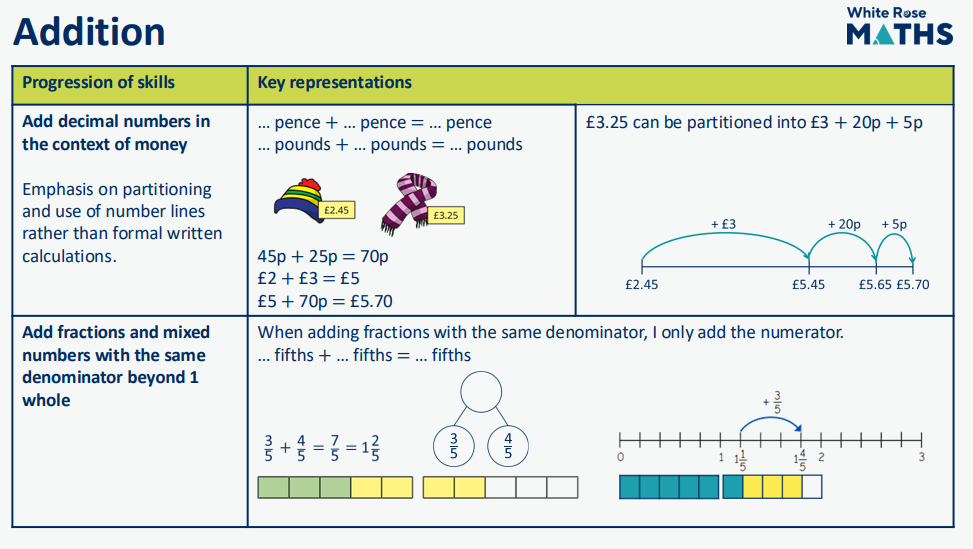 Addition
White Rose
MATHS
Progression of skills
Key representations
Add decimal numbers in
the context of money
Emphasis on partitioning
and use of number lines
rather than formal written
calculations.
... pence + ... pence = ... pence
... pounds + ... pounds = ... pounds
£2.45
£3.25
45p + 25p = 70p
£2 + £3 = £5
£5 + 70p = £5.70
£3.25 can be partitioned into £3 + 20p + 5p
+ £3 + 20p + 5p
£2.45 £5.45 £5.65 £5.70
Add fractions and mixed
numbers with the same
denominator beyond 1
whole
When adding fractions with the same denominator, I only add the numerator.
... fifths + ... fifths = ... fifths
3/5 + 4/5 = 7/5 = 1 2/5
3/5 4/5
+ 3/5
0 1 1 1/5 1 4/5 2 3